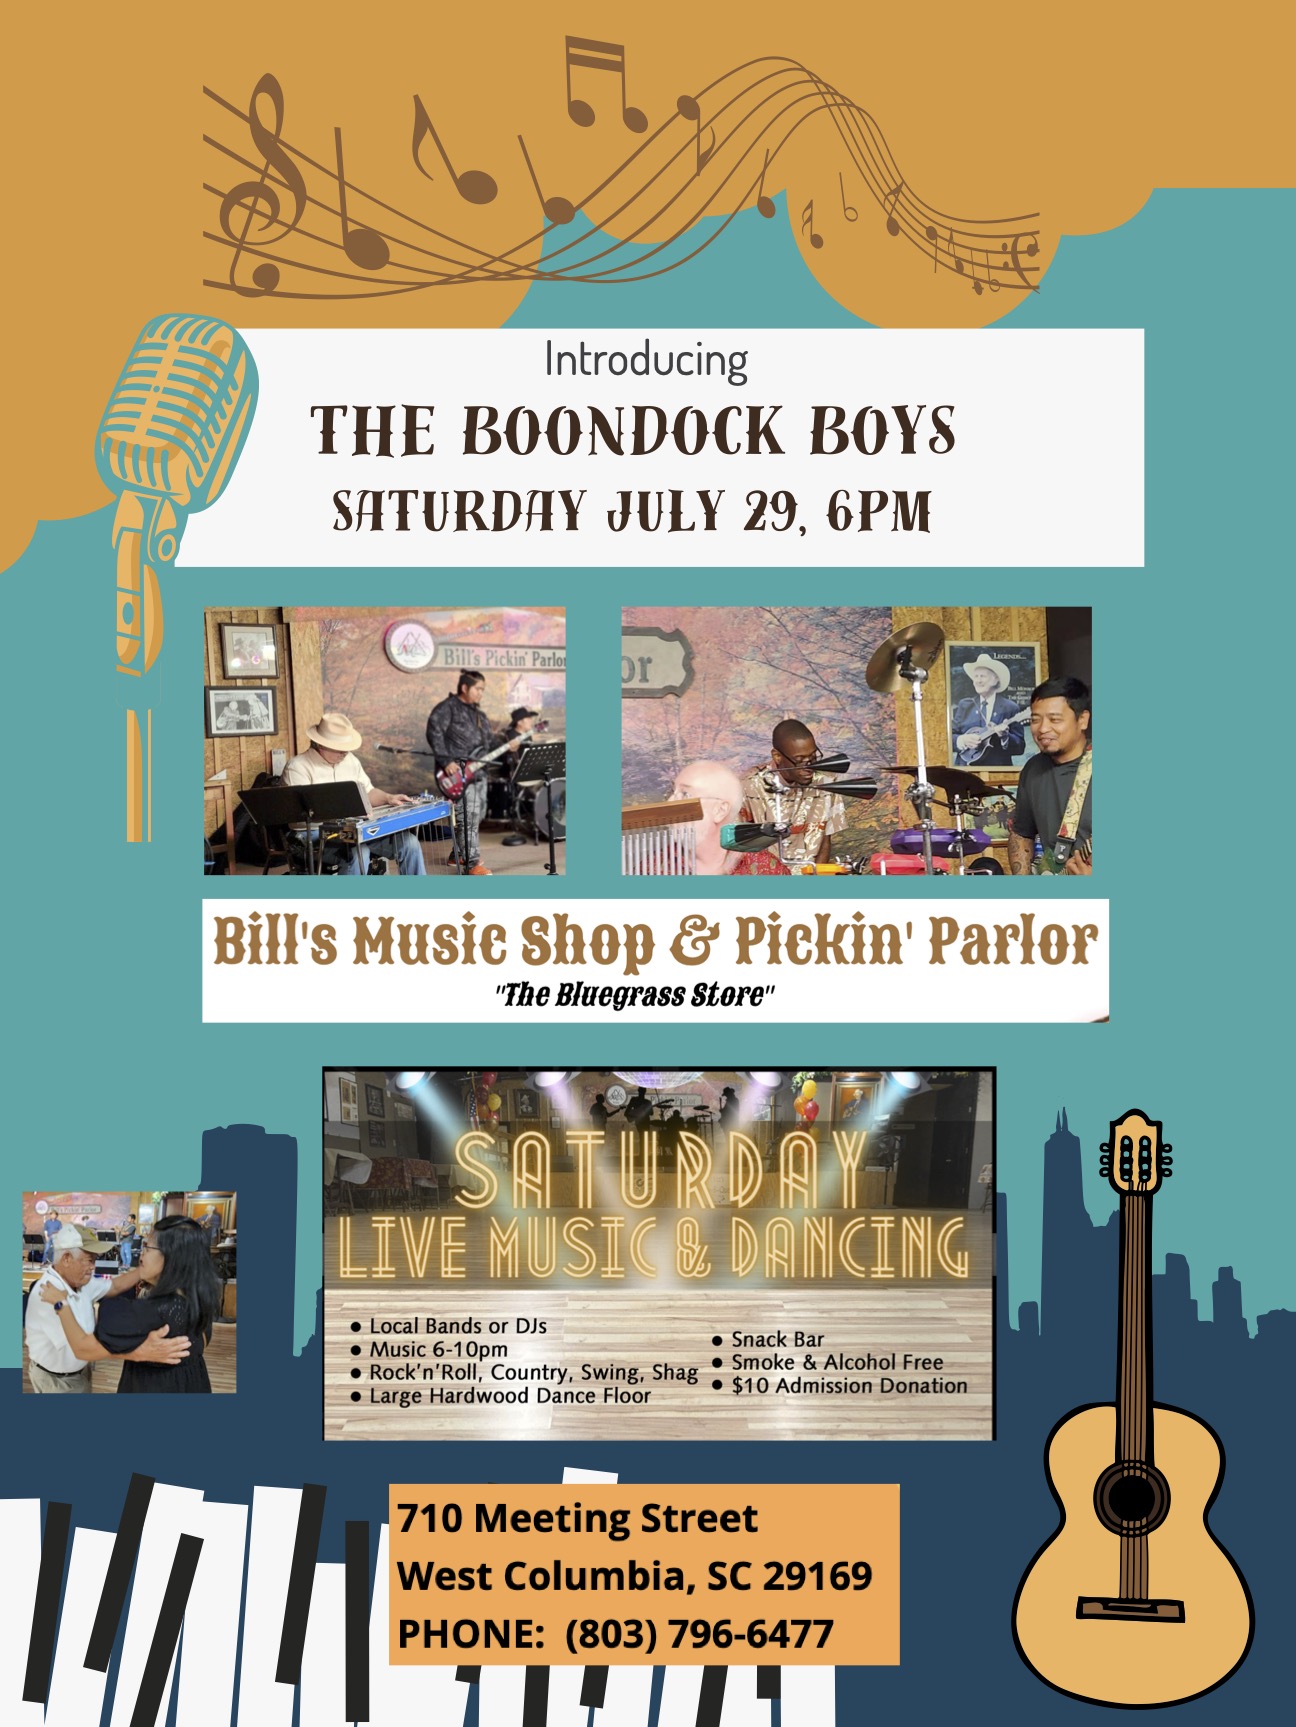 Introducing
THE BOONDOCK BOYS
SATURDAY JULY 29, 6PM
Bill's Pickin' Parlor
or
LEGENDS...
Bill's Music Shop & Pickin' Parlor
"The Bluegrass Store"
SATURDAY
LIVE MUSIC & DANCING
• Local Bands or DJs
• Music 6-10pm
• Rock'n'Roll, Country, Swing, Shag
• Large Hardwood Dance Floor
• Snack Bar
• Smoke & Alcohol Free
• $10 Admission Donation
710 Meeting Street
West Columbia, SC 29169
PHONE: (803) 796-6477